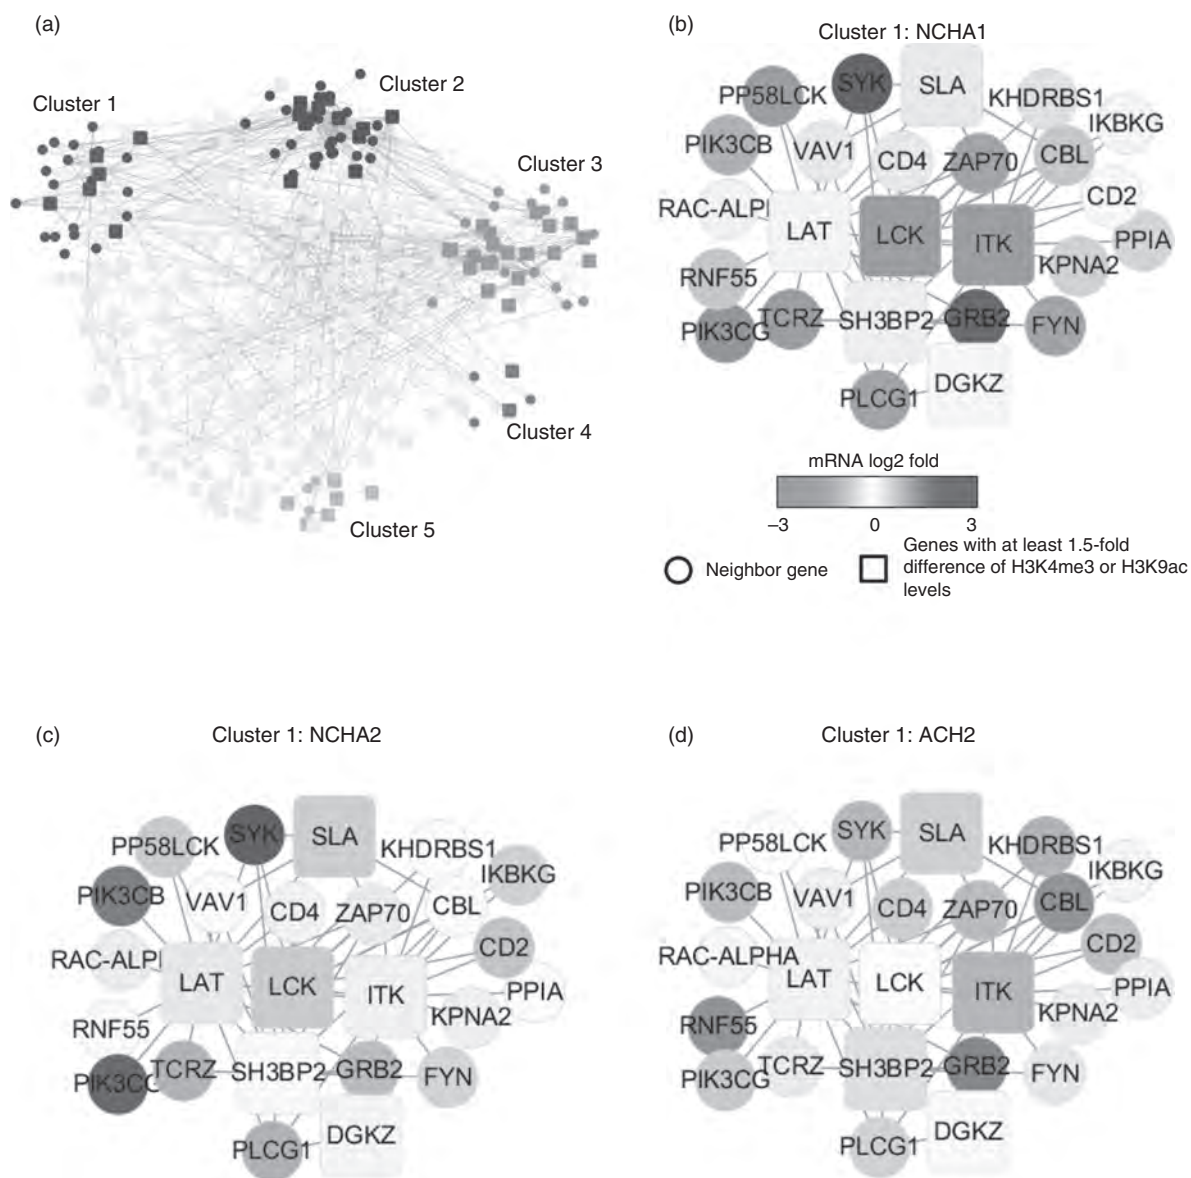 (a)
Cluster 1
Cluster 2
Cluster 3
Cluster 4
Cluster 5
(b)
Cluster 1: NCHA1
PP58LCK
SYK
SLA
KHDRBS1
IKBKG
PIK3CB
VAV1
CD4
ZAP70
CBL
CD2
RAC-ALPI
LAT
LCK
ITK
PPIA
KPNA2
RNF55
PIK3CG
TCRZ
SH3BP2
GRB2
FYN
PLCG1
DGKZ
mRNA log2 fold
–3
0
3
Neighbor gene
Genes with at least 1.5-fold
difference of H3K4me3 or H3K9ac
levels
(c)
Cluster 1: NCHA2
PP58LCK
SYK
SLA
KHDRBS1
IKBKG
PIK3CB
VAV1
CD4
ZAP70
CBL
CD2
RAC-ALPI
LAT
LCK
ITK
PPIA
KPNA2
RNF55
PIK3CG
TCRZ
SH3BP2
GRB2
FYN
PLCG1
DGKZ
(d)
Cluster 1: ACH2
PP58LCK
SYK
SLA
KHDRBS1
IKBKG
PIK3CB
VAV1
CD4
ZAP70
CBL
CD2
RAC-ALPHA
LAT
LCK
ITK
PPIA
KPNA2
RNF55
PIK3CG
TCRZ
SH3BP2
GRB2
FYN
PLCG1
DGKZ